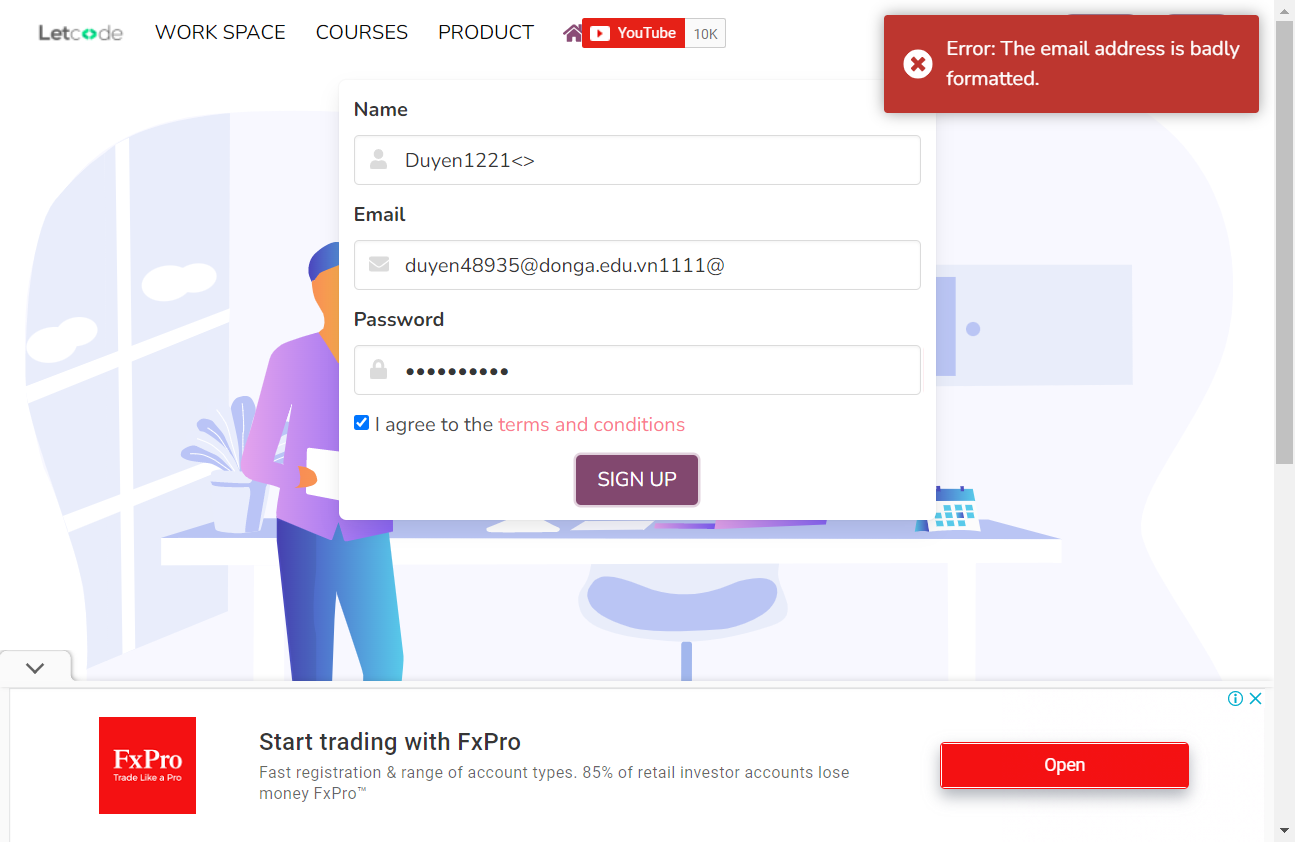 Letcode
WORK SPACE
COURSES
PRODUCT
YouTube
10K
Error: The email address is badly
formatted.
Name
Duyen1221<>
Email
duyen48935@donga.edu.vn1111@
Password
••••••••••
I agree to the terms and conditions
SIGN UP
FxPro
Trade Like a Pro
Start trading with FxPro
Fast registration & range of account types. 85% of retail investor accounts lose
money FxPro™
Open